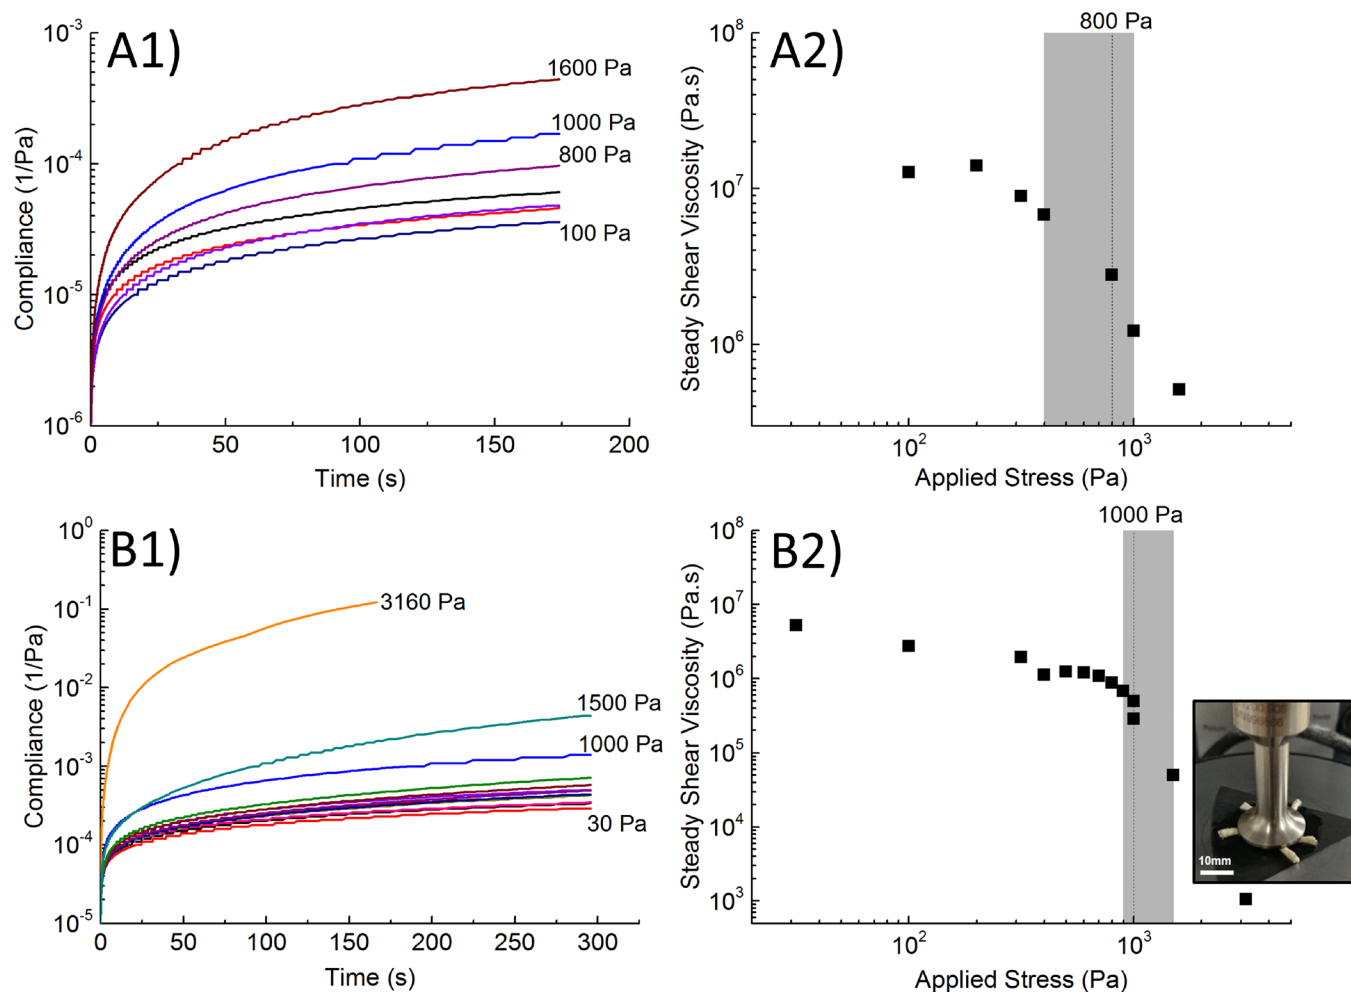 A1)
10^-3
10^-4
10^-5
10^-6
Compliance (1/Pa)
1600 Pa
1000 Pa
800 Pa
100 Pa
0
50
100
150
200
Time (s)
A2)
800 Pa
10^8
10^7
10^6
Steady Shear Viscosity (Pa.s)
10^2
10^3
Applied Stress (Pa)
B1)
10^0
10^-1
10^-2
10^-3
10^-4
10^-5
Compliance (1/Pa)
3160 Pa
1500 Pa
1000 Pa
30 Pa
0
50
100
150
200
250
300
Time (s)
B2)
1000 Pa
10^8
10^7
10^6
10^5
10^4
10^3
Steady Shear Viscosity (Pa.s)
10mm
10^2
10^3
Applied Stress (Pa)